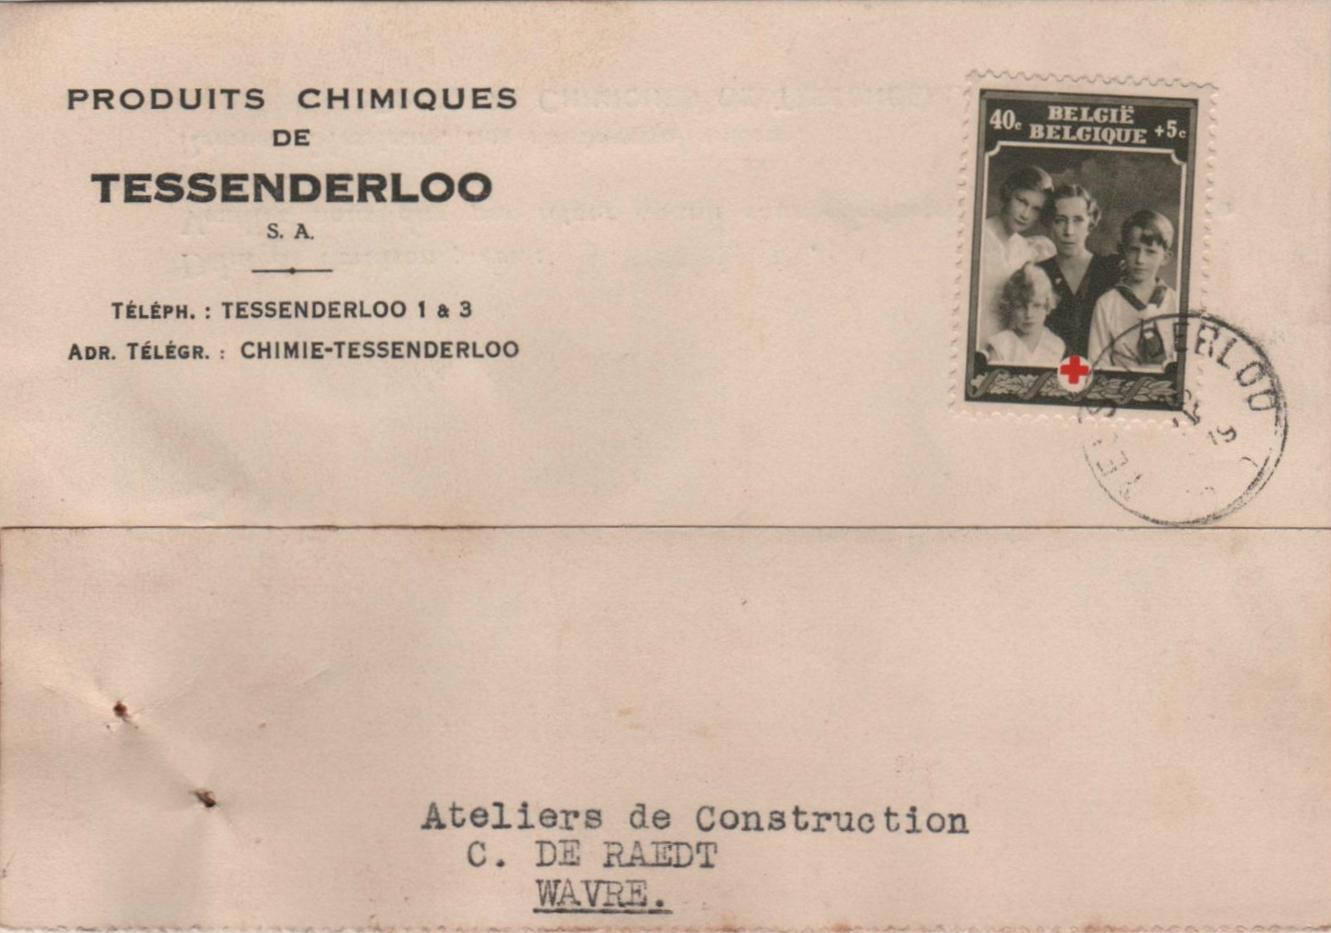 PRODUITS CHIMIQUES
DE
TESSENDERLOO
S. A.
TÉLÉPH. : TESSENDERLOO 1 & 3
ADR. TÉLÉGR. : CHIMIE-TESSENDERLOO
BELGIË
40c BELGIQUE +5c
Ateliers de Construction
C. DE RAEDT
WAVRE.